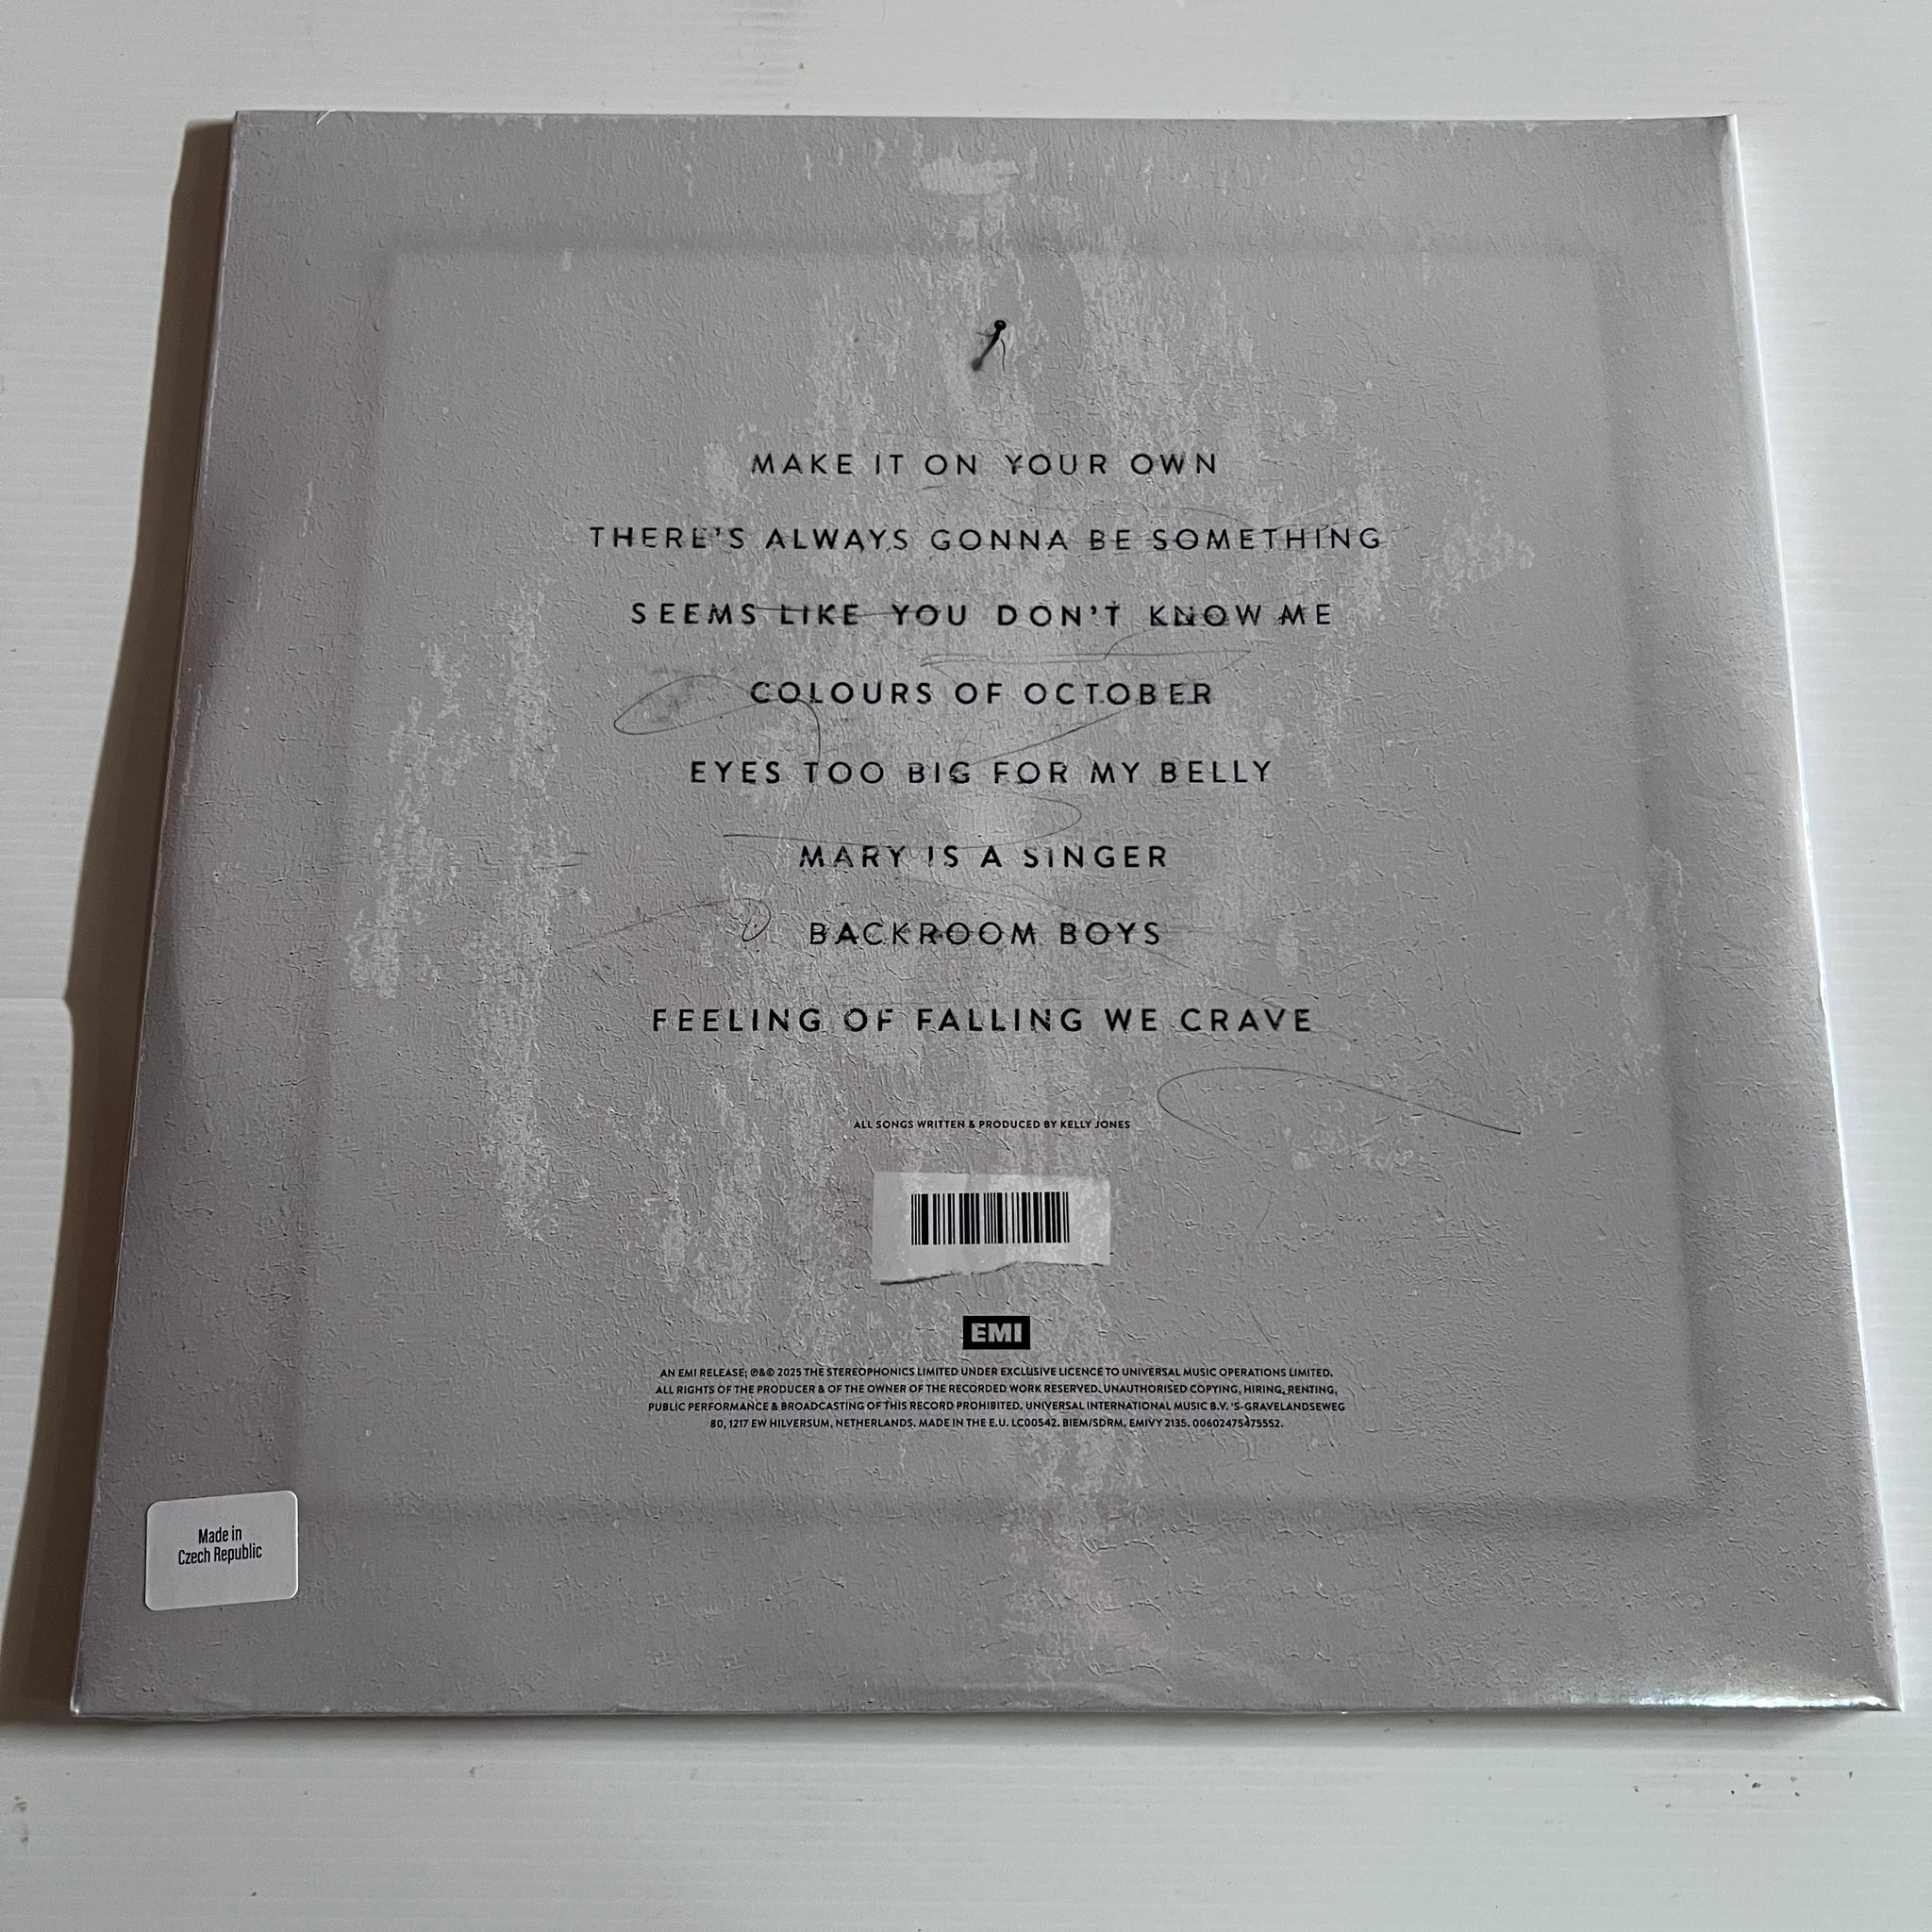 MAKE IT ON YOUR OWN
THERE'S ALWAYS GONNA BE SOMETHING
SEEMS LIKE YOU DON'T KNOW ME
COLOURS OF OCTOBER
EYES TOO BIG FOR MY BELLY
MARY IS A SINGER
BACKROOM BOYS
FEELING OF FALLING WE CRAVE
ALL SONGS WRITTEN & PRODUCED BY KELLY JONES
EMI
AN EMI RELEASE; ℗&© 2025 THE STEREOPHONICS LIMITED UNDER EXCLUSIVE LICENCE TO UNIVERSAL MUSIC OPERATIONS LIMITED.
ALL RIGHTS OF THE PRODUCER & OF THE OWNER OF THE RECORDED WORK RESERVED. UNAUTHORISED COPYING, HIRING, RENTING,
PUBLIC PERFORMANCE & BROADCASTING OF THIS RECORD PROHIBITED. UNIVERSAL INTERNATIONAL MUSIC B.V. 'S-GRAVELANDSEWEG
80, 1217 EW HILVERSUM, NETHERLANDS. MADE IN THE E.U. LC00542. BIEM/SDRM. EMIVY 2135. 00602475475552.
Made in
Czech Republic